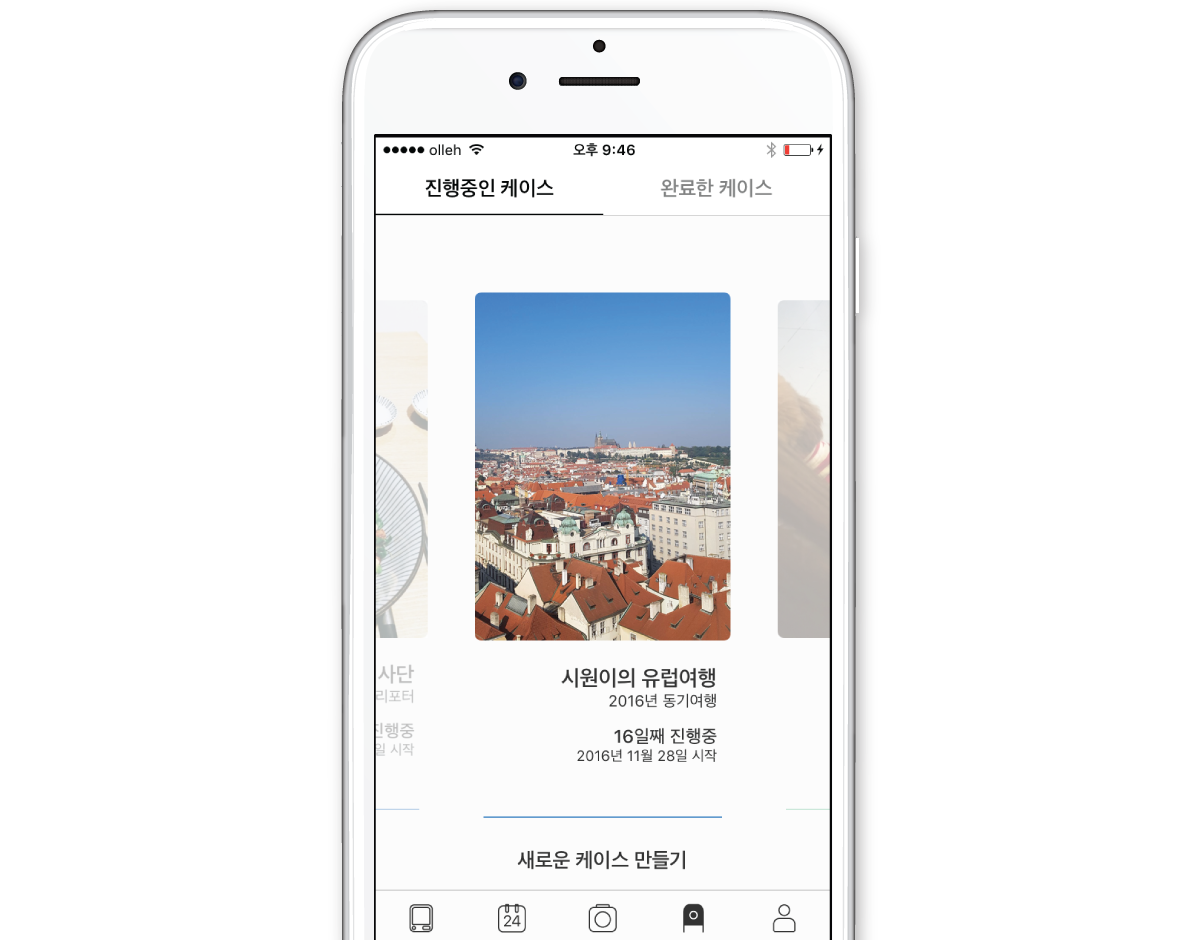 olleh 오후 9:46
진행중인 케이스 완료한 케이스
사단
리포터
진행중
일 시작
시원이의 유럽여행
2016년 동기여행
16일째 진행중
2016년 11월 28일 시작
새로운 케이스 만들기
24